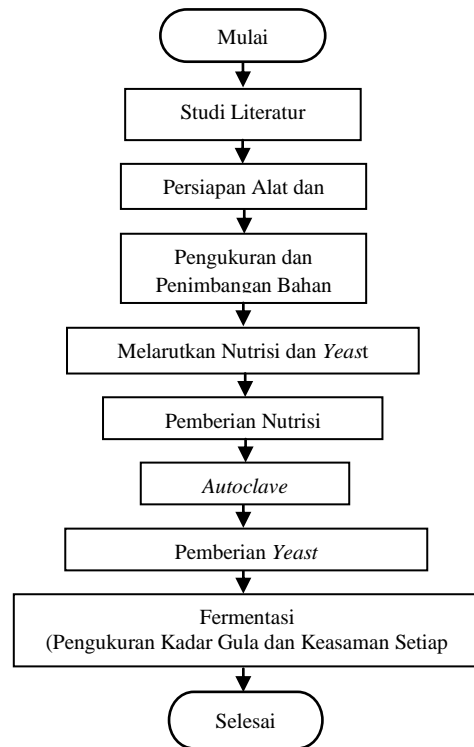 Mulai
Studi Literatur
Persiapan Alat dan
Pengukuran dan
Penimbangan Bahan
Melarutkan Nutrisi dan Yeast
Pemberian Nutrisi
Autoclave
Pemberian Yeast
Fermentasi
(Pengukuran Kadar Gula dan Keasaman Setiap
Selesai